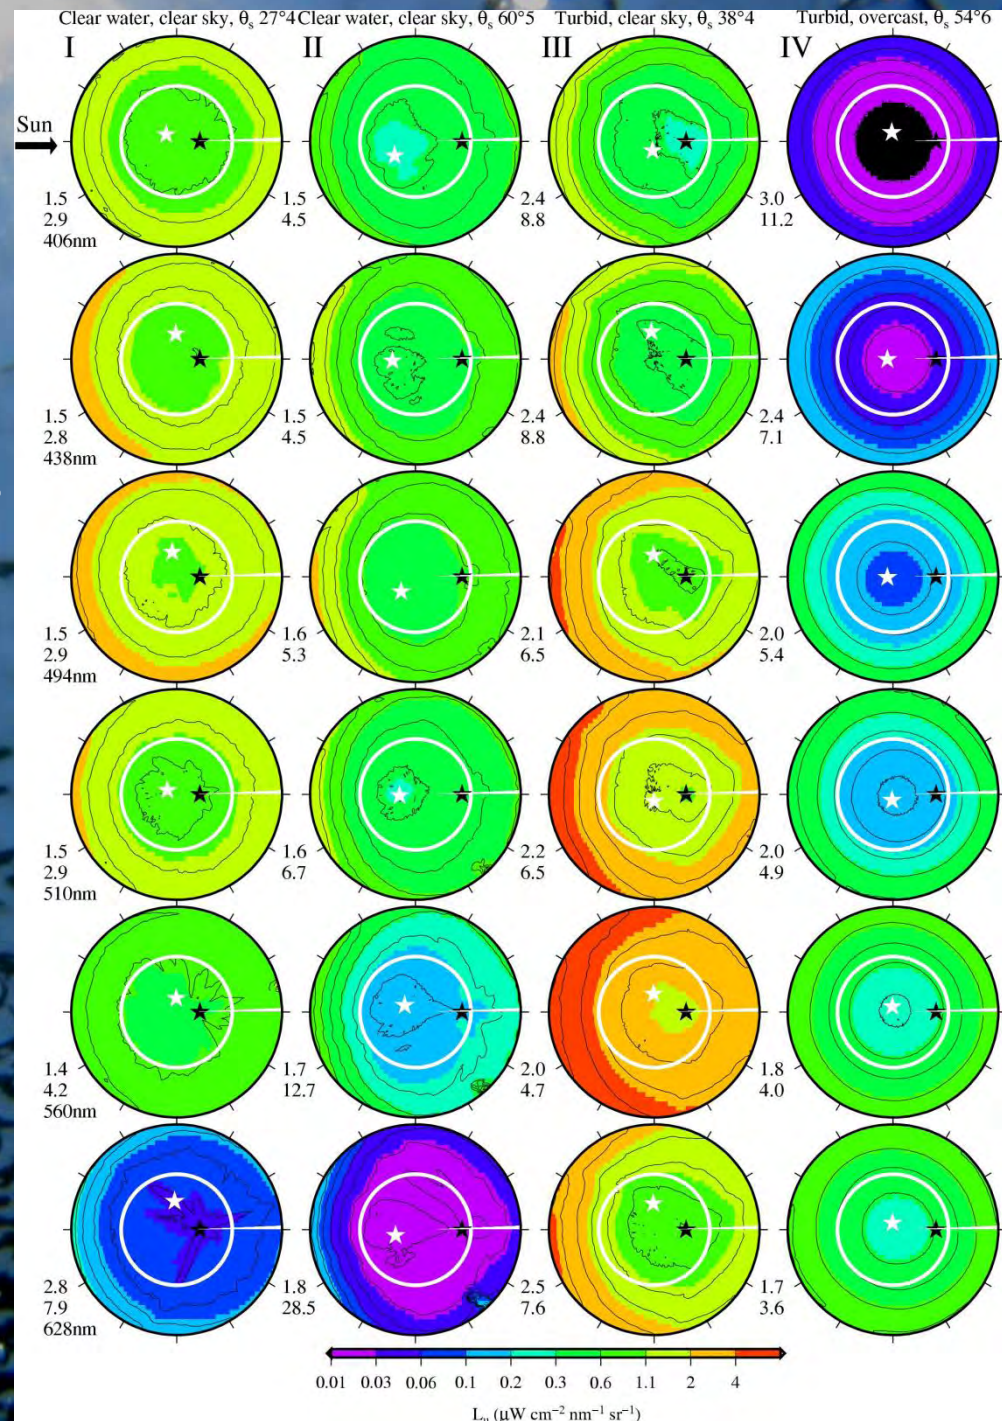 Clear water, clear sky, θs 27°4 Clear water, clear sky, θs 60°5 Turbid, clear sky, θs 38°4 Turbid, overcast, θs 54°6
I II III IV
Sun
1.5 1.5 2.4 3.0
2.9 4.5 8.8 11.2
406nm
1.5 1.5 2.4 2.4
2.8 4.5 8.8 7.1
438nm
1.5 1.6 2.1 2.0
2.9 5.3 6.5 5.4
494nm
1.5 1.6 2.2 2.0
2.9 6.7 6.5 4.9
510nm
1.4 1.7 2.0 1.8
4.2 12.7 4.7 4.0
560nm
2.8 1.8 2.5 1.7
7.9 28.5 7.6 3.6
628nm
0.01 0.03 0.06 0.1 0.2 0.3 0.6 1.1 2 4
(μW cm⁻² nm⁻¹ sr⁻¹)